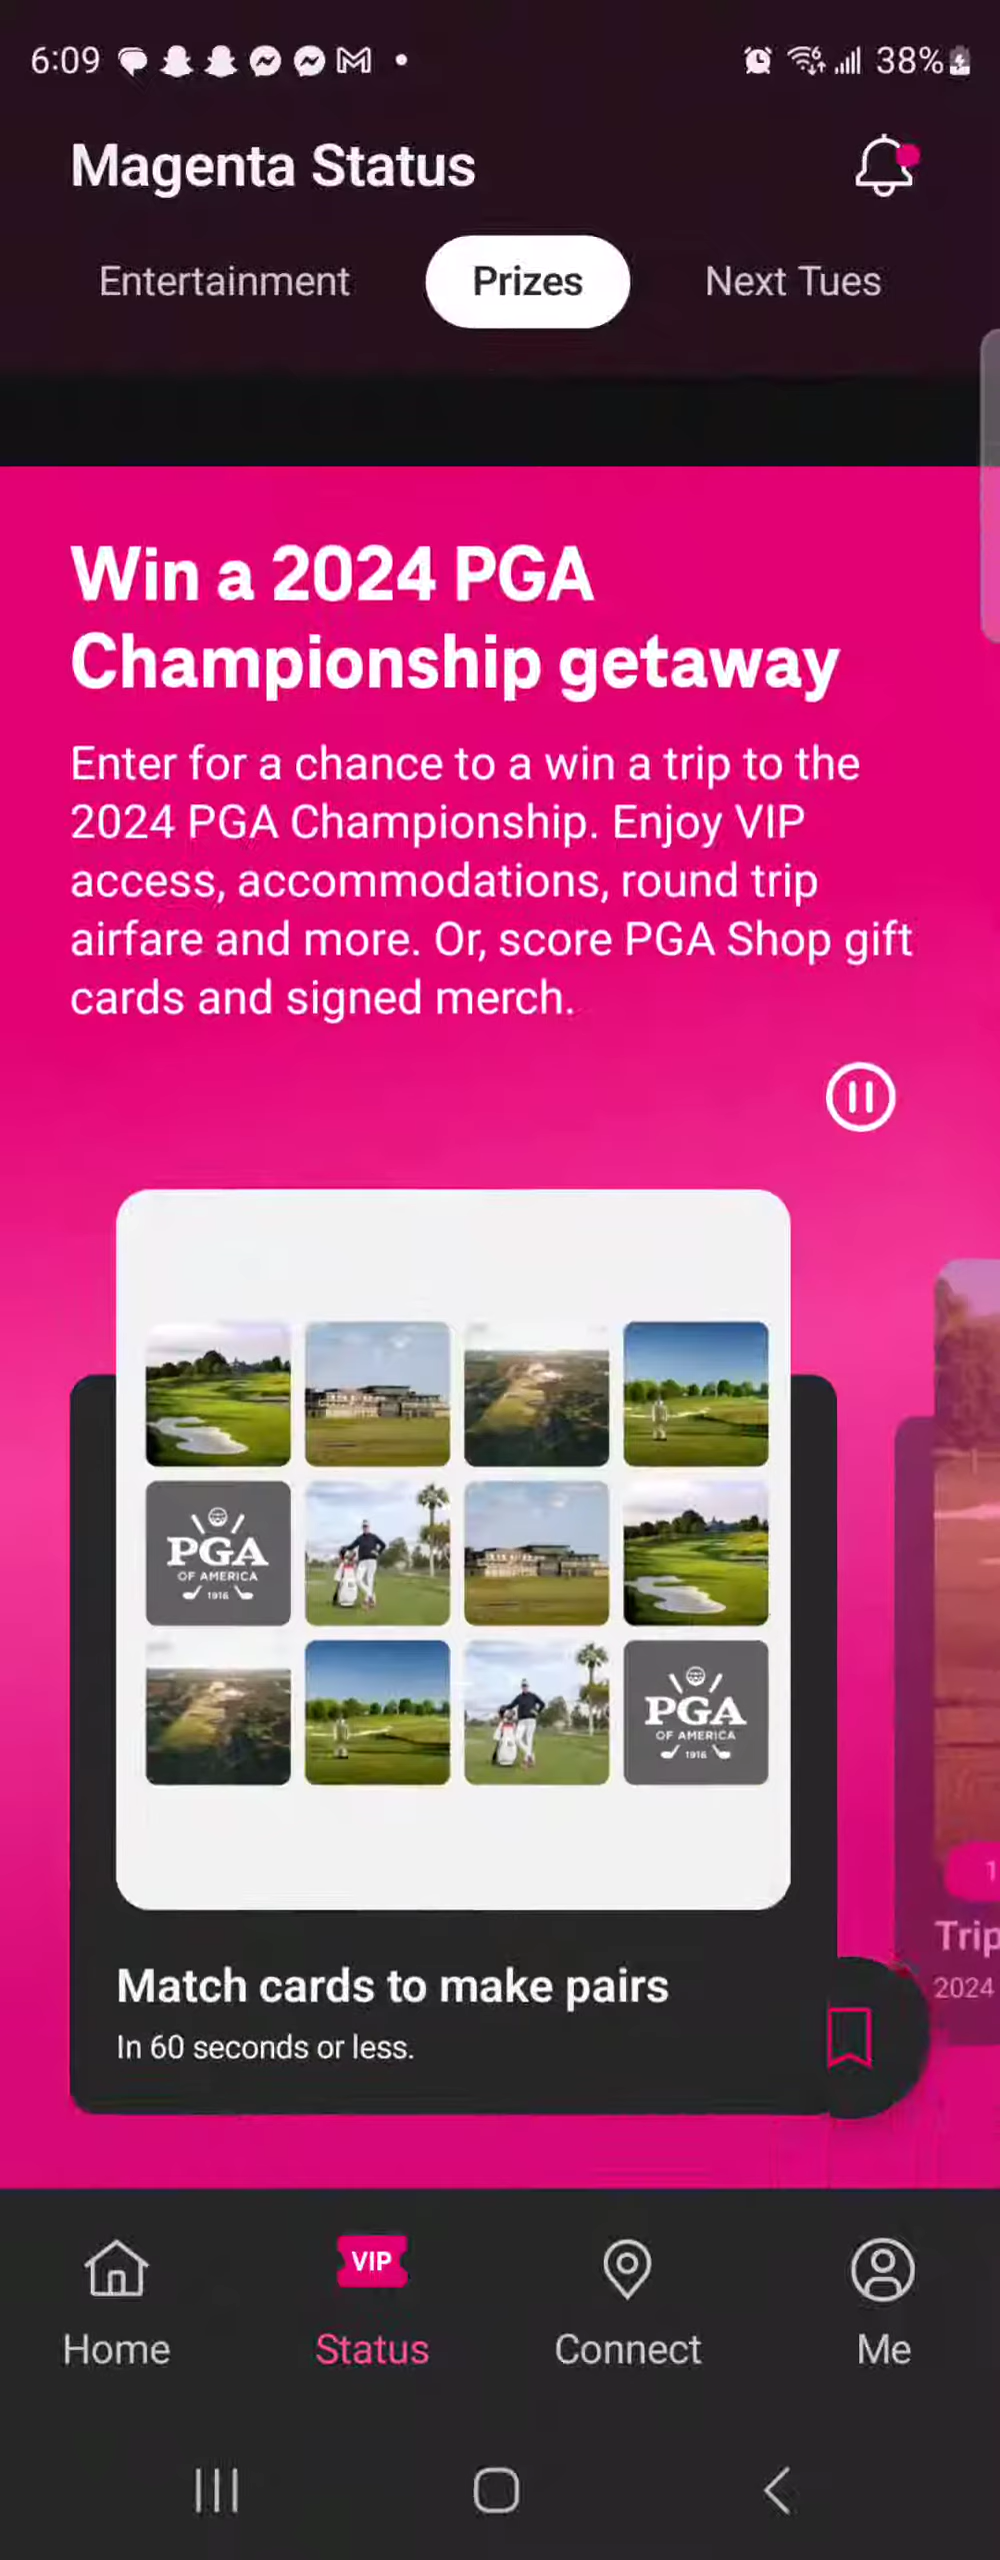 6:09
38%
Magenta Status
Entertainment
Prizes
Next Tues
Win a 2024 PGA
Championship getaway
Enter for a chance to a win a trip to the
2024 PGA Championship. Enjoy VIP
access, accommodations, round trip
airfare and more. Or, score PGA Shop gift
cards and signed merch.
PGA
OF AMERICA
1916
PGA
OF AMERICA
1916
1
Trip
2024
Match cards to make pairs
In 60 seconds or less.
VIP
Home
Status
Connect
Me